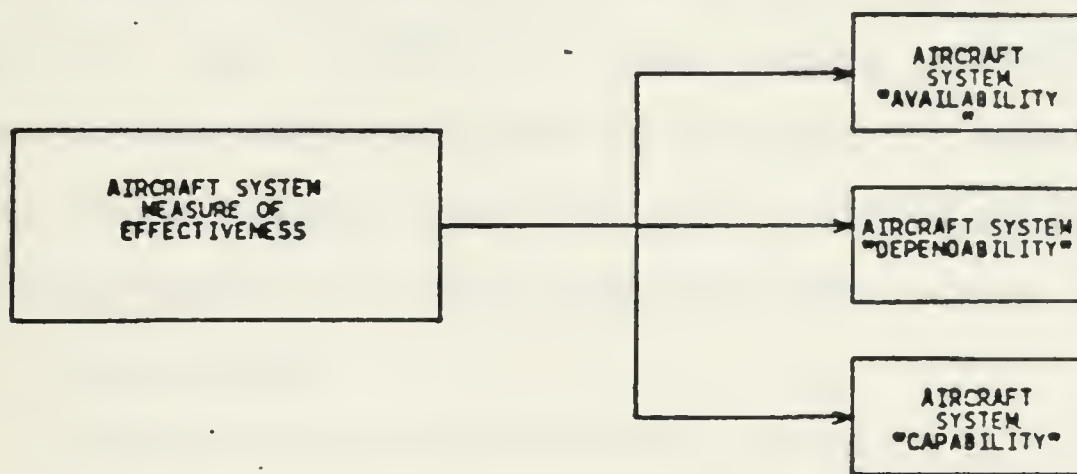 AIRCRAFT SYSTEM
MEASURE OF
EFFECTIVENESS
AIRCRAFT
SYSTEM
"AVAILABILITY
"
AIRCRAFT SYSTEM
"DEPENDABILITY"
AIRCRAFT
SYSTEM
"CAPABILITY"